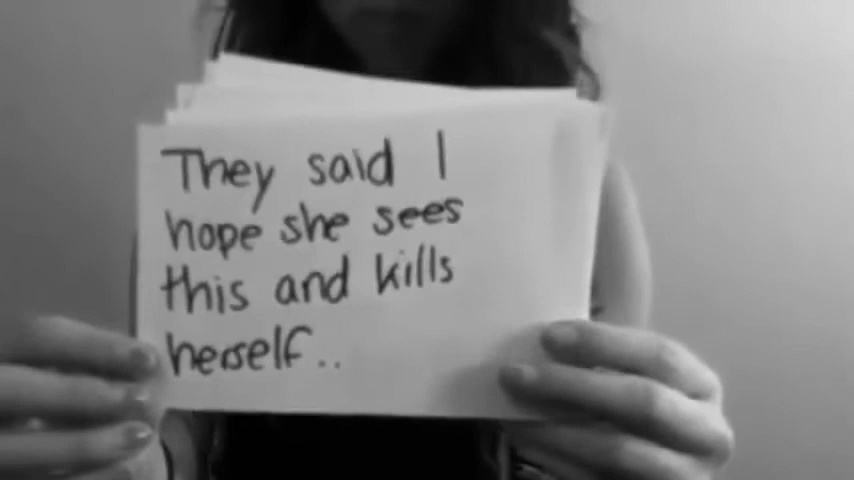 They said I
hope she sees
this and kills
herself..